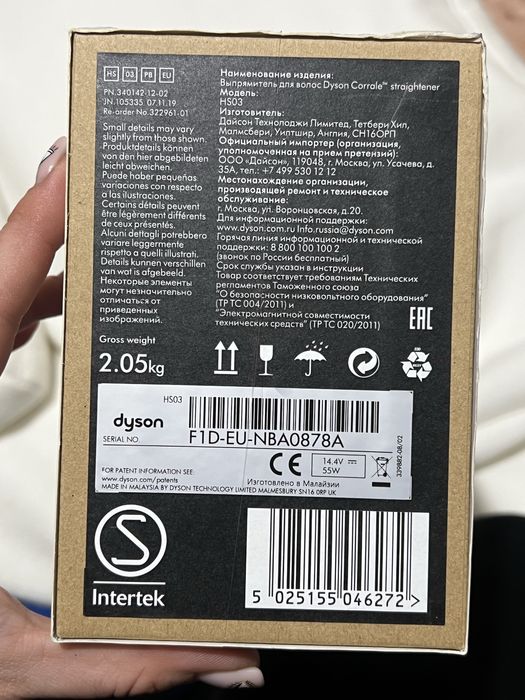 HS 03 PB EU
PN.340142-12-02
JN.105335 07.11.19
Re-order No.322961-01
Small details may vary
slightly from those shown.
Produktdetails können
von den hier abgebildeten
leicht abweichen.
Puede haber pequeñas
variaciones con respecto
a las ilustraciones.
Certains détails peuvent
être légèrement différents
de ceux présentés.
Alcuni dettagli potrebbero
variare leggermente
rispetto a quelli illustrati.
Details kunnen verschillen
van wat is afgebeeld.
Некоторые элементы
могут незначительно
отличаться от
приведенных
изображений.
Gross weight
2.05kg
Наименование изделия:
Выпрямитель для волос Dyson Corrale™ straightener
Модель:
HS03
Изготовитель:
Дайсон Технолоджи Лимитед, Тетбери Хил,
Малмсбери, Уилтшир, Англия, СН16ОРП
Официальный импортер (организация,
уполномоченная на прием претензий):
ООО «Дайсон», 119048, г. Москва, ул. Усачева, д.
35А, тел.: +7 499 530 12 12
Местонахождение организации,
производящей ремонт и техническое
обслуживание:
г. Москва, ул. Воронцовская, д.20.
Для информационной поддержки:
www.dyson.com.ru Info.russia@dyson.com
Горячая линия информационной и технической
поддержки: 8 800 100 100 2
(звонок по России бесплатный)
Срок службы указан в инструкции
Товар соответствует требованиям Технических
регламентов Таможенного союза
"О безопасности низковольтного оборудования"
(ТР ТС 004/2011) и
"Электромагнитной совместимости
технических средств" (ТР ТС 020/2011)
EAC
HS03
dyson
SERIAL NO.
F1D-EU-NBA0878A
CE
14.4V
55W
339882-08/02
FOR PATENT INFORMATION SEE:
www.dyson.com/patents
Изготовлено в Малайзии
MADE IN MALAYSIA BY DYSON TECHNOLOGY LIMITED MALMESBURY SN16 0RP UK
S
Intertek
5 025155 046272 >